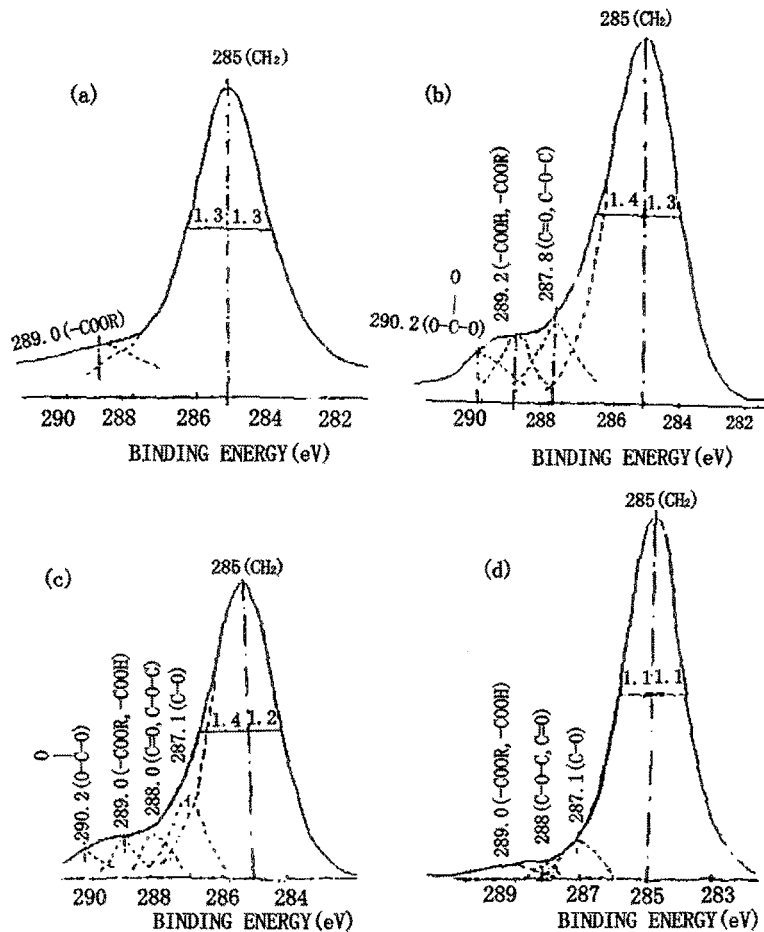 285(CH₂)
(a)
1.3 1.3
289.0(-COOR)
290 288 286 284 282
BINDING ENERGY(eV)
285(CH₂)
(b)
1.4 1.3
287.8(C=O, C-O-C)
289.2(-COOH, -COOR)
O
290.2(O-C-O)
290 288 286 284 282
BINDING ENERGY(eV)
285(CH₂)
(c)
1.4 1.2
287.1(C-O)
288.0(C=O, C-O-C)
289.0(-COOR, -COOH)
O
290.2(O-C-O)
290 288 286 284
BINDING ENERGY(eV)
285(CH₂)
(d)
1.1 1.1
289.0(-COOR, -COOH)
288(C-O-C, C=O)
287.1(C-O)
289 287 285 283
BINDING ENERGY(eV)